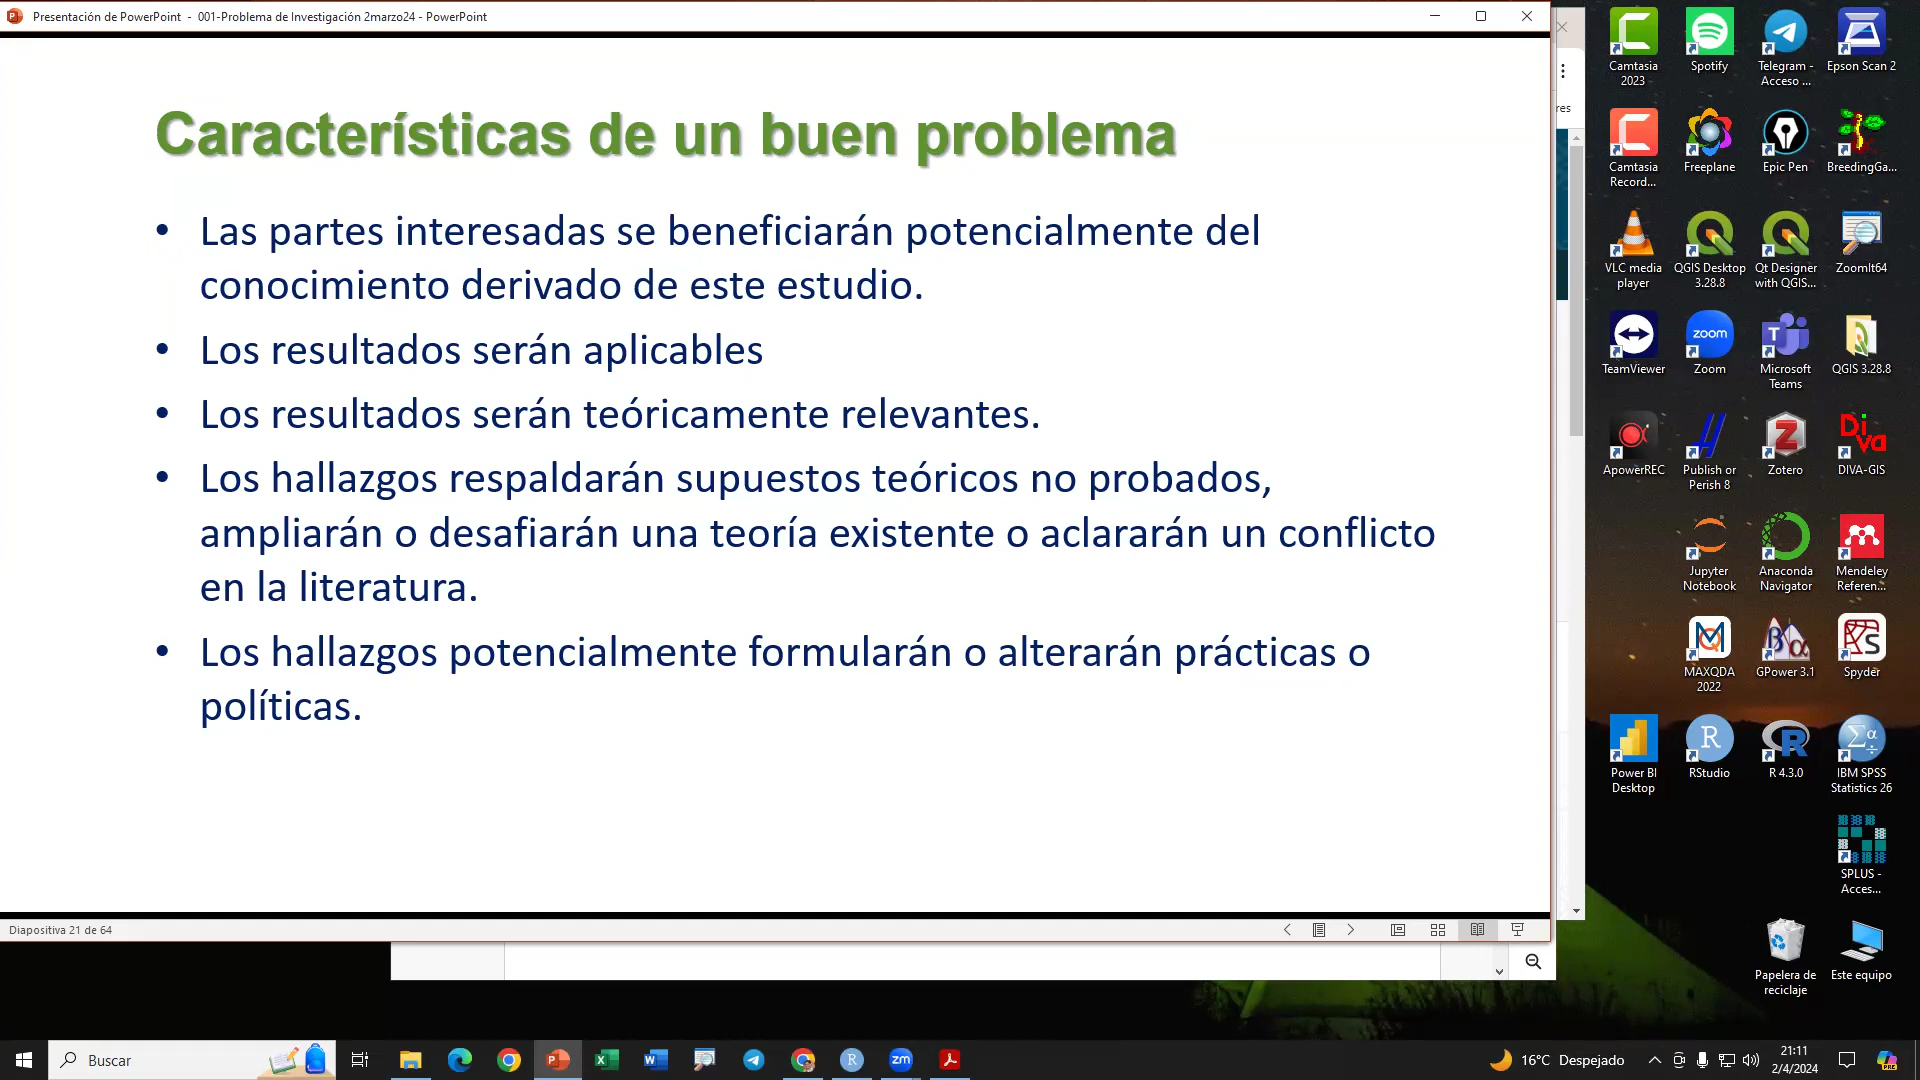 Presentación de PowerPoint - 001-Problema de Investigación 2marzo24 - PowerPoint
Características de un buen problema
• Las partes interesadas se beneficiarán potencialmente del
conocimiento derivado de este estudio.
• Los resultados serán aplicables
• Los resultados serán teóricamente relevantes.
• Los hallazgos respaldarán supuestos teóricos no probados,
ampliarán o desafiarán una teoría existente o aclararán un conflicto
en la literatura.
• Los hallazgos potencialmente formularán o alterarán prácticas o
políticas.
Diapositiva 21 de 64
res
Camtasia
2023
Spotify
Telegram -
Acceso ...
Epson Scan 2
Camtasia
Record...
Freeplane
Epic Pen
BreedingGa...
VLC media
player
QGIS Desktop
3.28.8
Qt Designer
with QGIS...
ZoomIt64
zoom
TeamViewer
Zoom
Microsoft
Teams
QGIS 3.28.8
Diva
ApowerREC
Publish or
Perish 8
Zotero
DIVA-GIS
Jupyter
Notebook
Anaconda
Navigator
Mendeley
Referen...
MAXQDA
2022
GPower 3.1
Spyder
Power BI
Desktop
RStudio
R 4.3.0
IBM SPSS
Statistics 26
SPLUS -
Acces...
Papelera de
reciclaje
Este equipo
Buscar
zm
16°C Despejado
21:11
2/4/2024